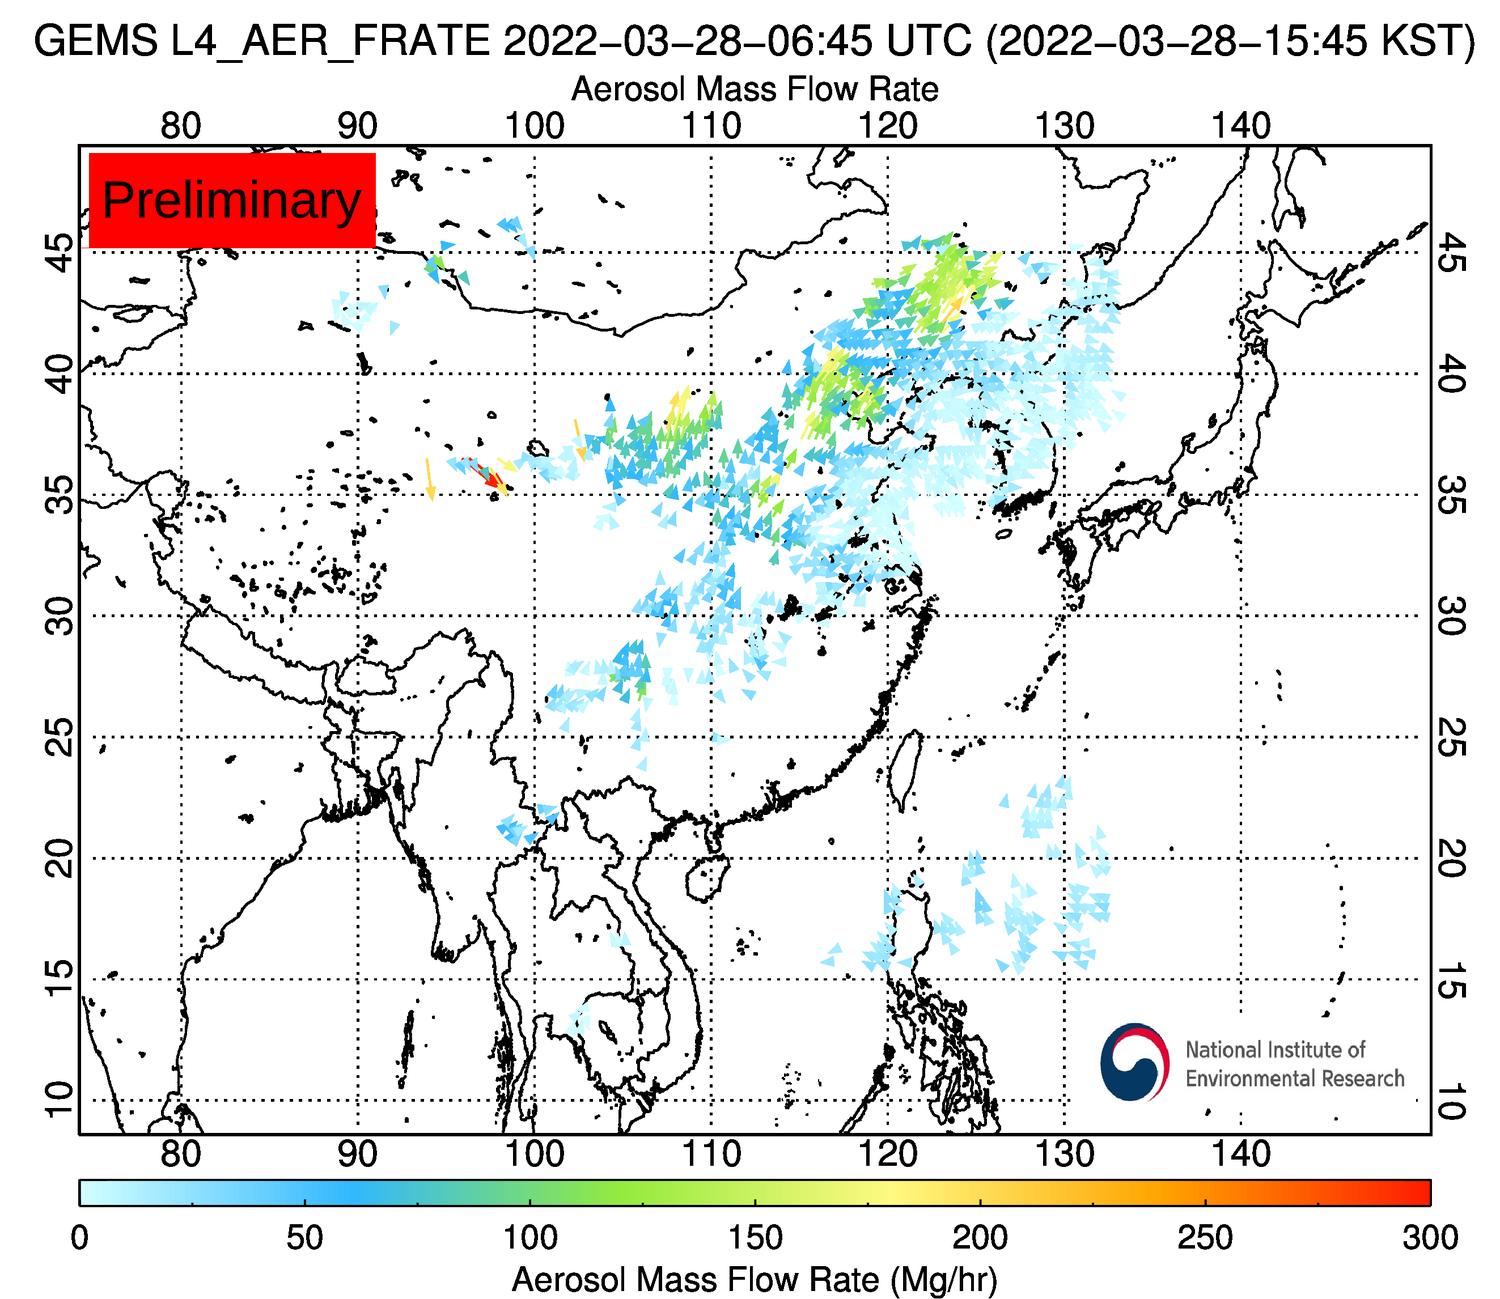 GEMS L4_AER_FRATE 2022−03−28−06:45 UTC (2022−03−28−15:45 KST)
Aerosol Mass Flow Rate
80 90 100 110 120 130 140
Preliminary
45 45
40 40
35 35
30 30
25 25
20 20
15 15
10 10
National Institute of
Environmental Research
80 90 100 110 120 130 140
0 50 100 150 200 250 300
Aerosol Mass Flow Rate (Mg/hr)